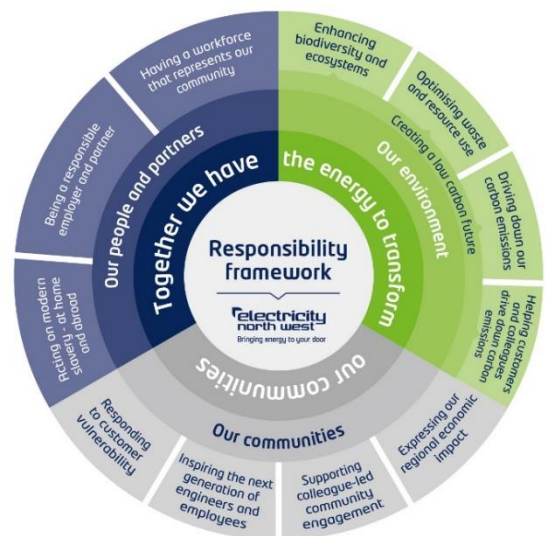 Responsibility
framework
electricity
north west
Bringing energy to your door
Together we have
the energy to transform
our communities
Our people and partners
Having a workforce
that represents our
community
Being a responsible
employer and partner
Acting on modern
slavery - at home
and abroad
Our environment
Creating a low carbon future
Enhancing
biodiversity and
ecosystems
Optimising waste
and resource use
Driving down our
carbon emissions
Helping customers
and colleagues
drive down carbon
emissions
Our communities
Expressing our
regional economic
impact
Supporting
colleague-led
community
engagement
Inspiring the next
generation of
engineers and
employees
Responding
to customer
vulnerability